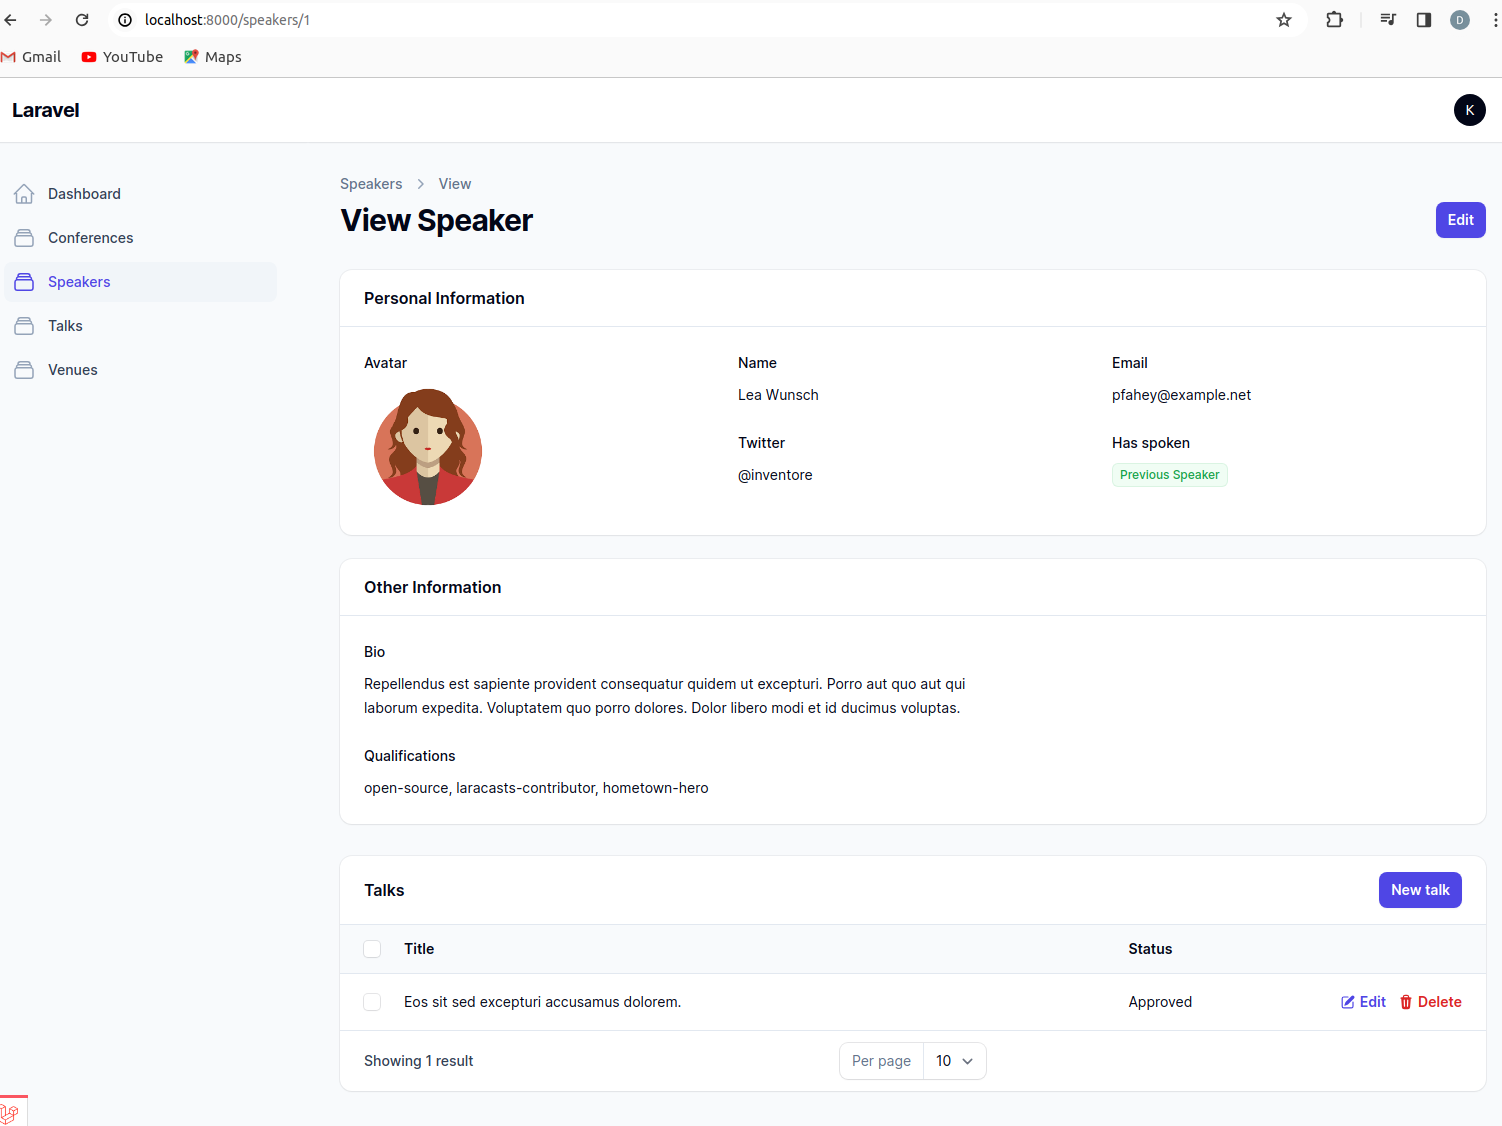 localhost:8000/speakers/1
D
Gmail
YouTube
Maps
Laravel
K
Dashboard
Conferences
Speakers
Talks
Venues
Speakers
View
View Speaker
Edit
Personal Information
Avatar
Name
Lea Wunsch
Email
pfahey@example.net
Twitter
@inventore
Has spoken
Previous Speaker
Other Information
Bio
Repellendus est sapiente provident consequatur quidem ut excepturi. Porro aut quo aut qui
laborum expedita. Voluptatem quo porro dolores. Dolor libero modi et id ducimus voluptas.
Qualifications
open-source, laracasts-contributor, hometown-hero
Talks
New talk
Title
Status
Eos sit sed excepturi accusamus dolorem.
Approved
Edit
Delete
Showing 1 result
Per page
10